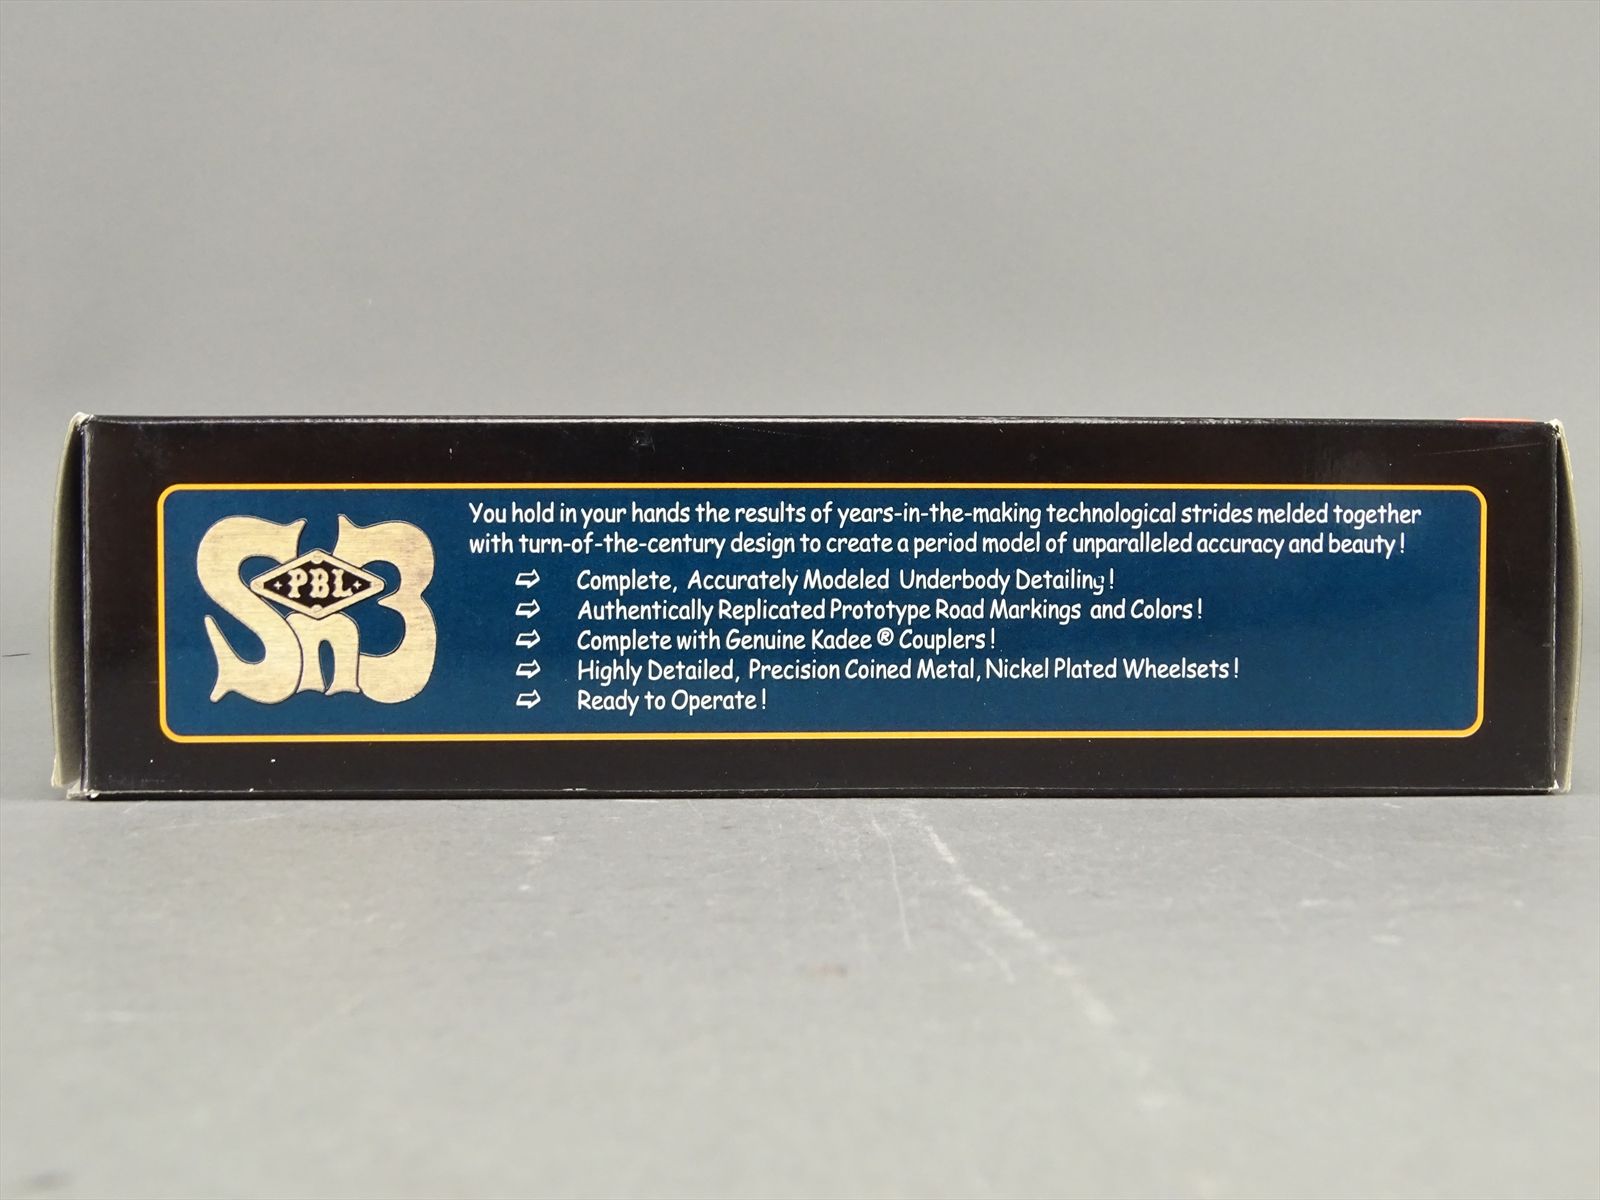 Sn3
PBL
You hold in your hands the results of years-in-the-making technological strides melded together
with turn-of-the-century design to create a period model of unparalleled accuracy and beauty!
⇨ Complete, Accurately Modeled Underbody Detailing!
⇨ Authentically Replicated Prototype Road Markings and Colors!
⇨ Complete with Genuine Kadee® Couplers!
⇨ Highly Detailed, Precision Coined Metal, Nickel Plated Wheelsets!
⇨ Ready to Operate!